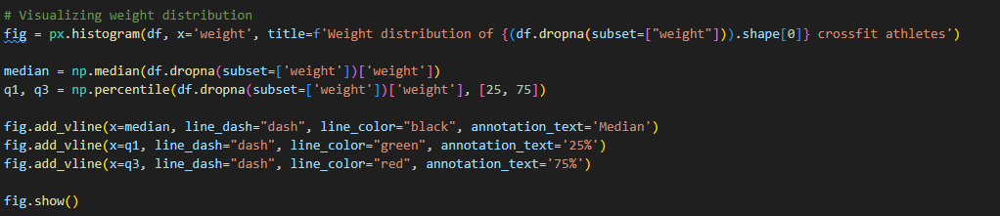 # Visualizing weight distribution
fig = px.histogram(df, x='weight', title=f'Weight distribution of {(df.dropna(subset=["weight"])).shape[0]} crossfit athletes')
median = np.median(df.dropna(subset=['weight'])['weight'])
q1, q3 = np.percentile(df.dropna(subset=['weight'])['weight'], [25, 75])
fig.add_vline(x=median, line_dash="dash", line_color="black", annotation_text='Median')
fig.add_vline(x=q1, line_dash="dash", line_color="green", annotation_text='25%')
fig.add_vline(x=q3, line_dash="dash", line_color="red", annotation_text='75%')
fig.show()